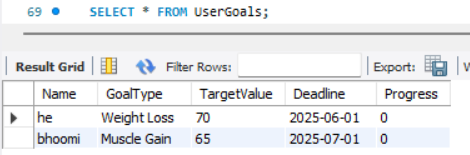 69 SELECT * FROM UserGoals;
Result Grid Filter Rows: Export:
Name GoalType TargetValue Deadline Progress
he Weight Loss 70 2025-06-01 0
bhoomi Muscle Gain 65 2025-07-01 0